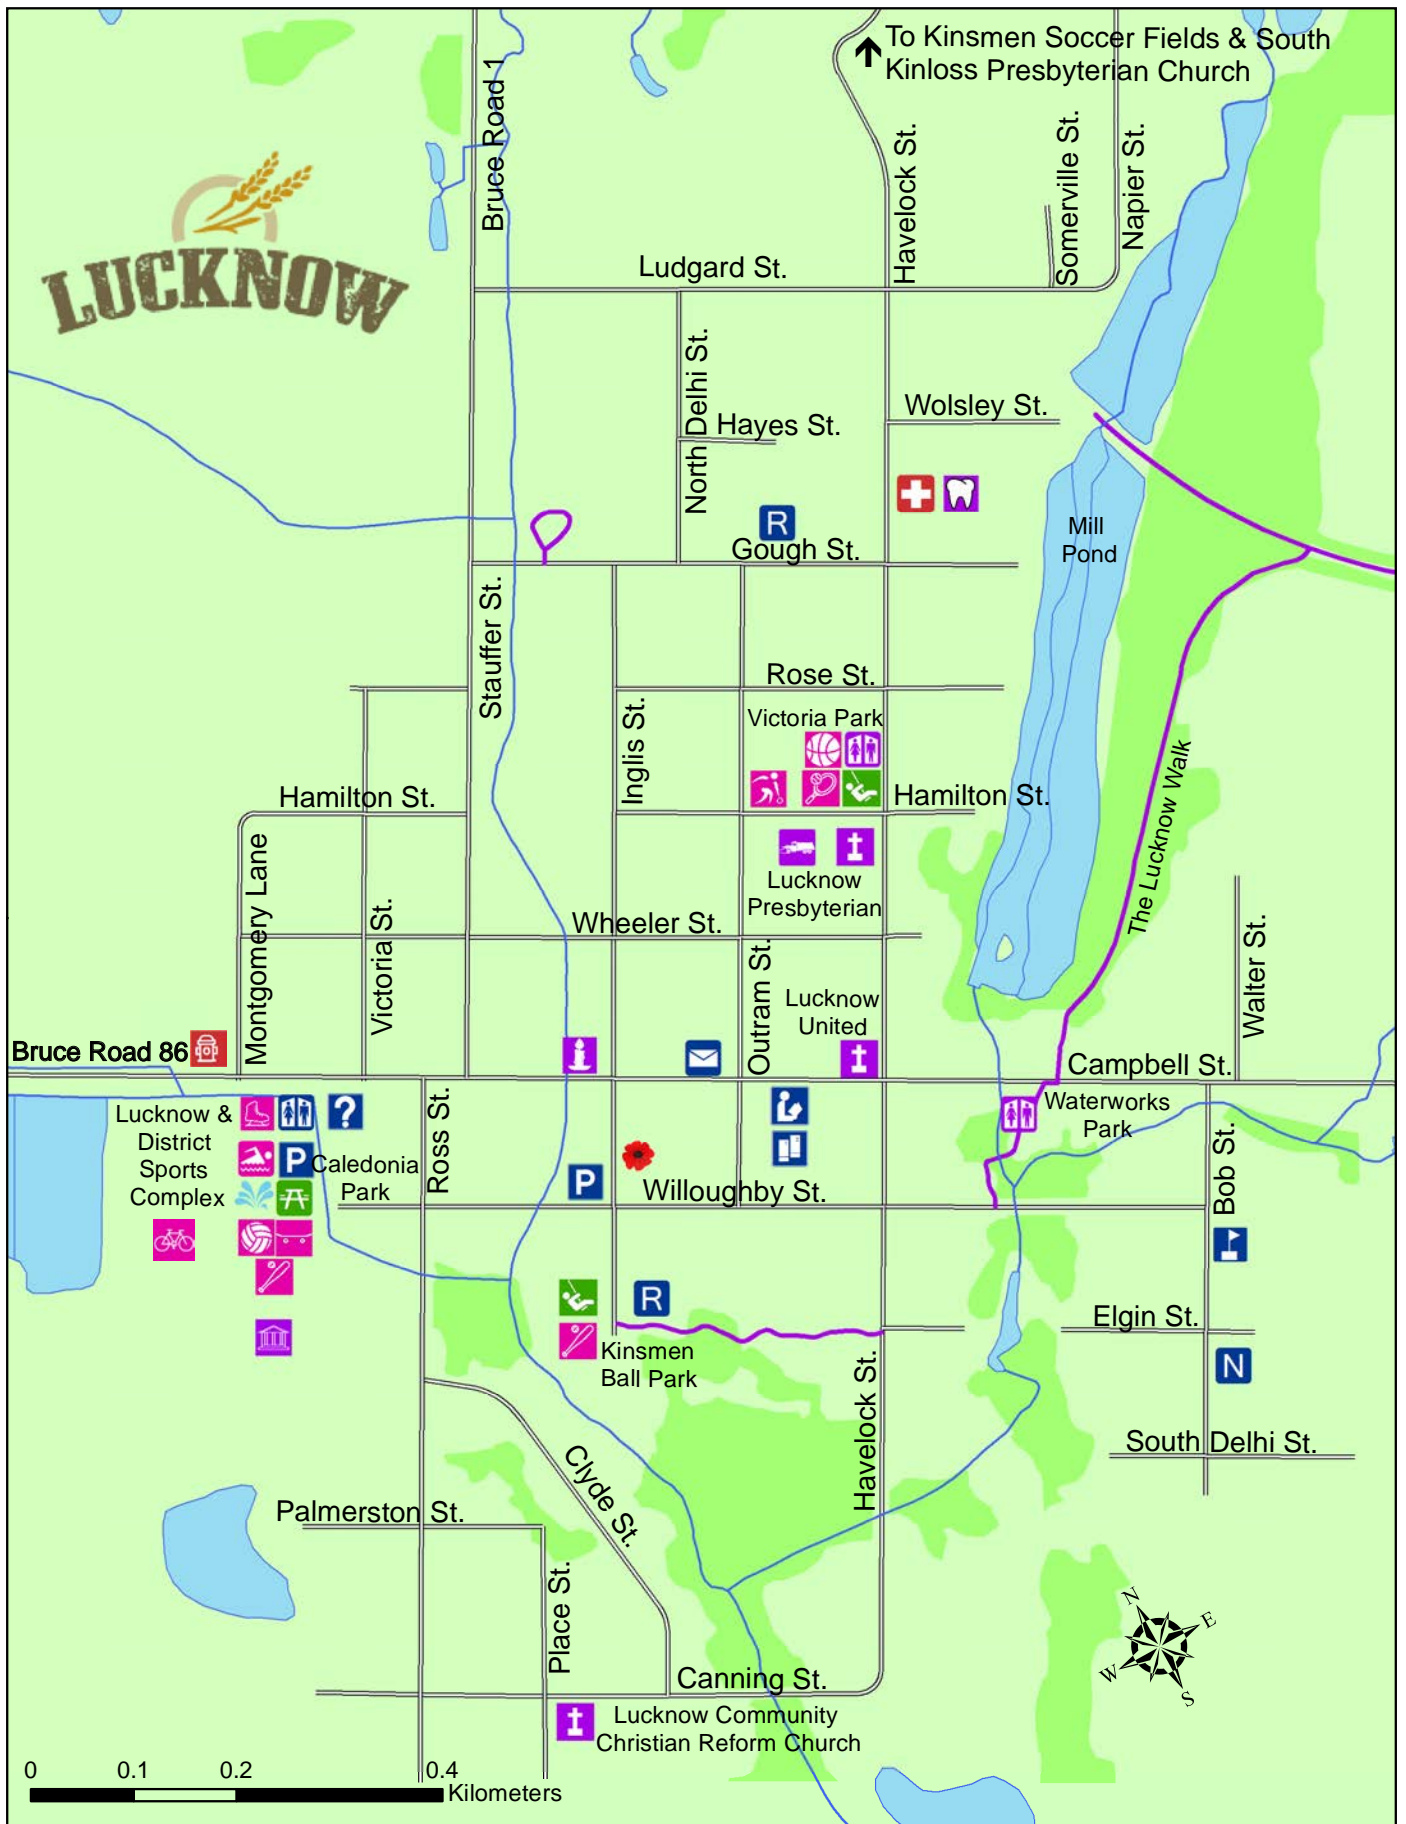 To Kinsmen Soccer Fields & South
Kinloss Presbyterian Church
Bruce Road 1
Havelock St.
Somerville St.
Napier St.
LUCKNOW
Ludgard St.
North Delhi St.
Hayes St.
Wolsley St.
R
Gough St.
Mill
Pond
Stauffer St.
Rose St.
Inglis St.
Victoria Park
Hamilton St.
Hamilton St.
The Lucknow Walk
Montgomery Lane
Victoria St.
Lucknow
Presbyterian
Wheeler St.
Outram St.
Walter St.
Lucknow
United
Bruce Road 86
Campbell St.
Lucknow &
District
Sports
Complex
?
P
Caledonia
Park
Ross St.
Waterworks
Park
Bob St.
P
Willoughby St.
R
Kinsmen
Ball Park
Elgin St.
N
Havelock St.
South Delhi St.
Clyde St.
Palmerston St.
Place St.
N
E
W
S
Canning St.
Lucknow Community
Christian Reform Church
0 0.1 0.2 0.4
Kilometers